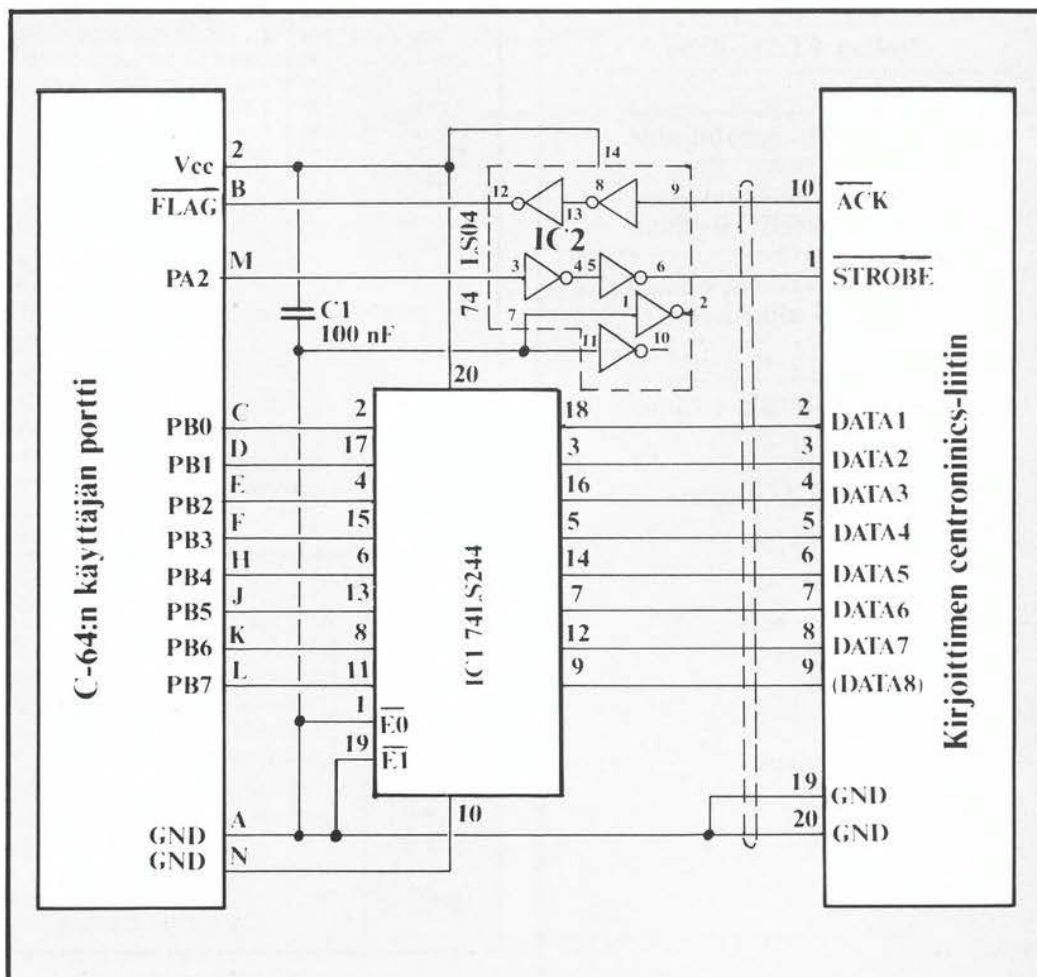 C-64:n käyttäjän portti
Vcc 2
FLAG B
PA2 M
C1
100 nF
14
12 13 8 9
IC2
74 LS04
3 4 5 6
1 2
7
11 10
10 ACK
1 STROBE
20
PB0 C 2
PB1 D 17
PB2 E 4
PB3 F 15
PB4 H 6
PB5 J 13
PB6 K 8
PB7 L 11
1 E0
19 E1
IC1 74LS244
10
18 2 DATA1
3 3 DATA2
16 4 DATA3
5 5 DATA4
14 6 DATA5
7 7 DATA6
12 8 DATA7
9 9 (DATA8)
19 GND
20 GND
GND A
GND N
Kirjoittimen centroninics-liitin